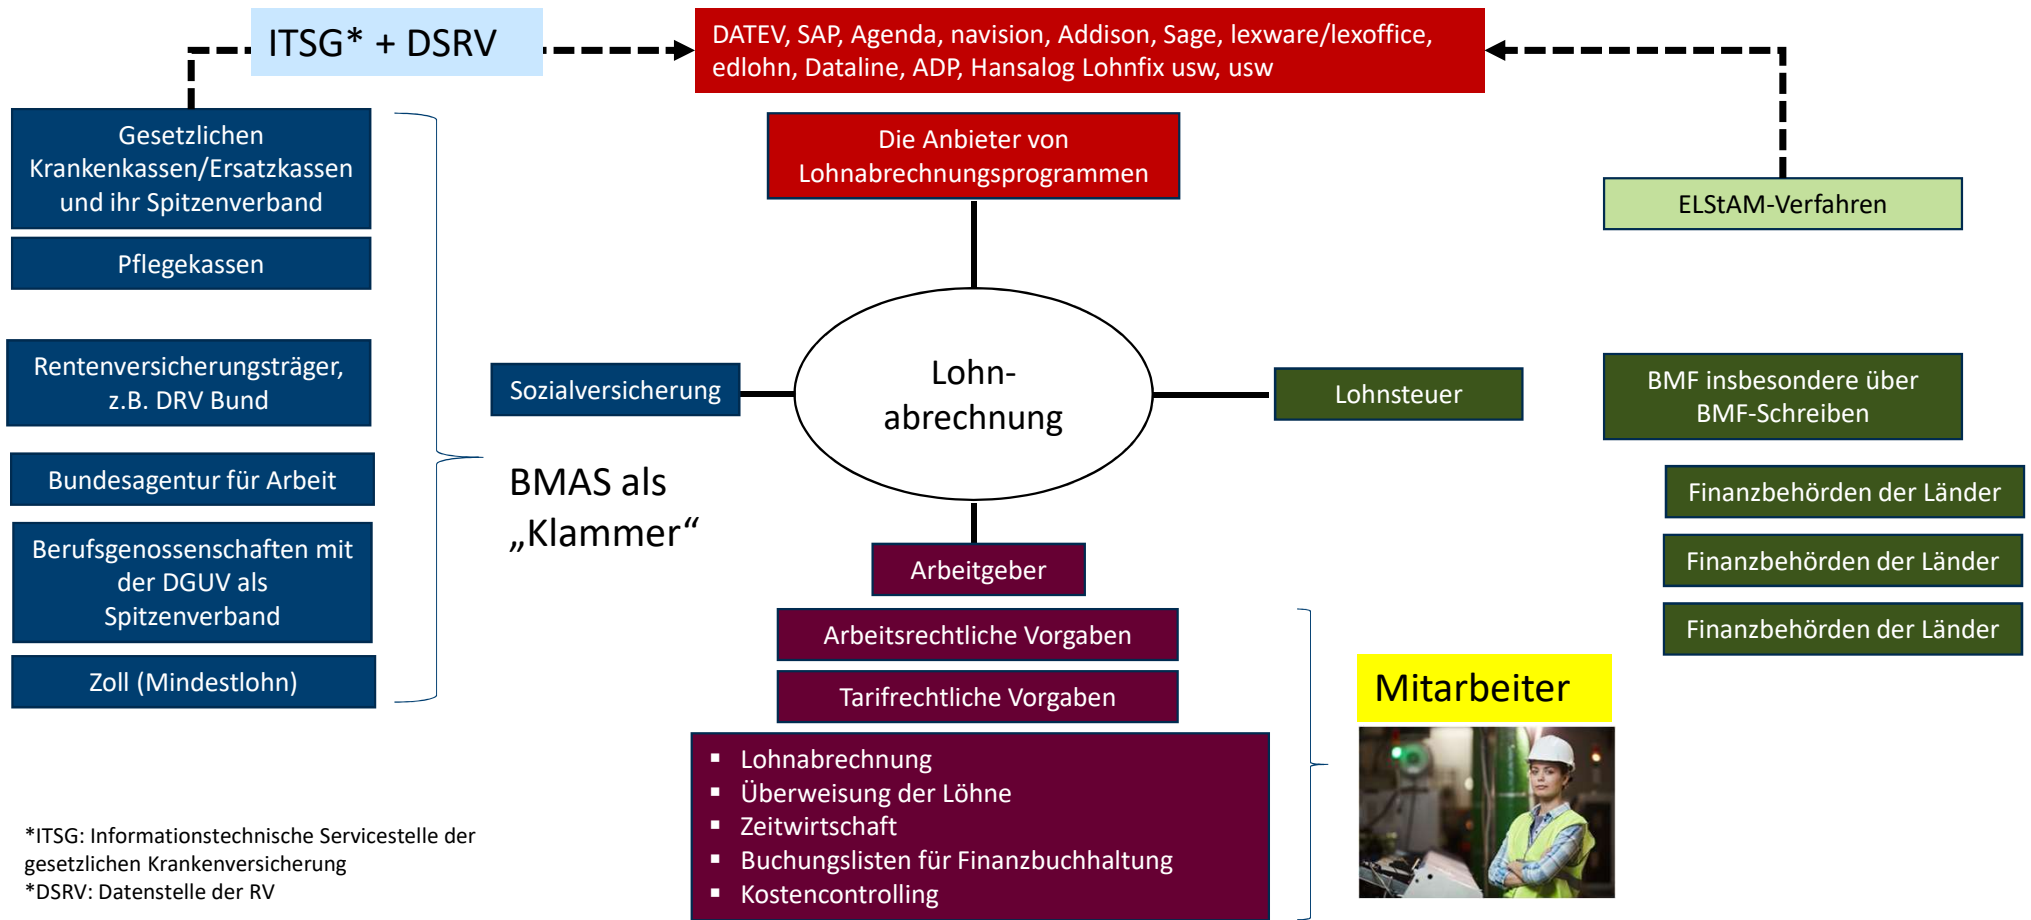 ITSG* + DSRV
DATEV, SAP, Agenda, navision, Addison, Sage, lexware/lexoffice,
edlohn, Dataline, ADP, Hansalog Lohnfix usw, usw
Gesetzlichen
Krankenkassen/Ersatzkassen
und ihr Spitzenverband
Die Anbieter von
Lohnabrechnungsprogrammen
ELStAM-Verfahren
Pflegekassen
Rentenversicherungsträger,
z.B. DRV Bund
Sozialversicherung
Lohn-
abrechnung
Lohnsteuer
BMF insbesondere über
BMF-Schreiben
Bundesagentur für Arbeit
BMAS als
„Klammer“
Finanzbehörden der Länder
Berufsgenossenschaften mit
der DGUV als
Spitzenverband
Arbeitgeber
Finanzbehörden der Länder
Arbeitsrechtliche Vorgaben
Finanzbehörden der Länder
Zoll (Mindestlohn)
Tarifrechtliche Vorgaben
Mitarbeiter
▪ Lohnabrechnung
▪ Überweisung der Löhne
▪ Zeitwirtschaft
▪ Buchungslisten für Finanzbuchhaltung
▪ Kostencontrolling
*ITSG: Informationstechnische Servicestelle der
gesetzlichen Krankenversicherung
*DSRV: Datenstelle der RV